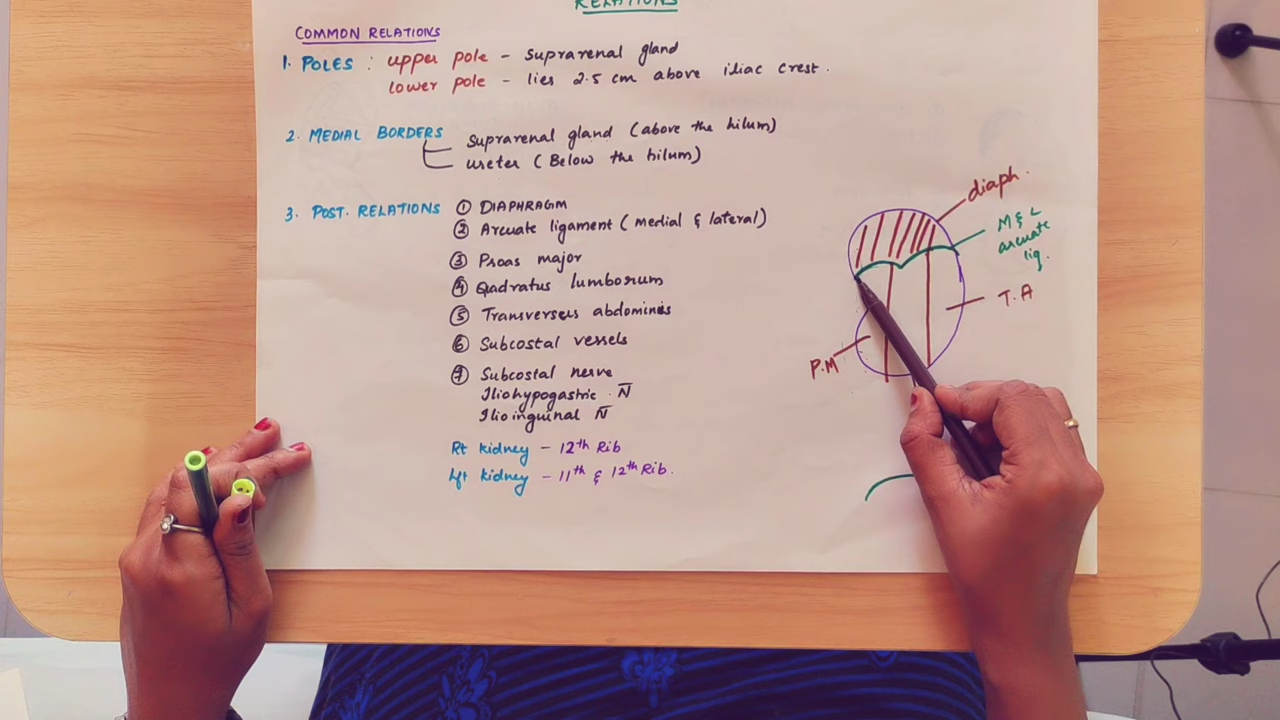 RELATIONS
COMMON RELATIONS
1. POLES : upper pole - Suprarenal gland
lower pole - lies 2.5 cm above iliac crest.
2. MEDIAL BORDERS
Suprarenal gland (above the hilum)
ureter (Below the hilum)
3. POST. RELATIONS ① DIAPHRAGM
② Arcuate ligament (medial & lateral)
③ Psoas major
④ Qadratus lumborum
⑤ Transversus abdominis
⑥ Subcostal vessels
⑦ Subcostal nerve
Iliohypogastric N̅
Ilioinguinal N̅
Rt kidney - 12th Rib
Lft kidney - 11th & 12th Rib.
diaph.
M & L
arcuate
lig.
T.A
P.M